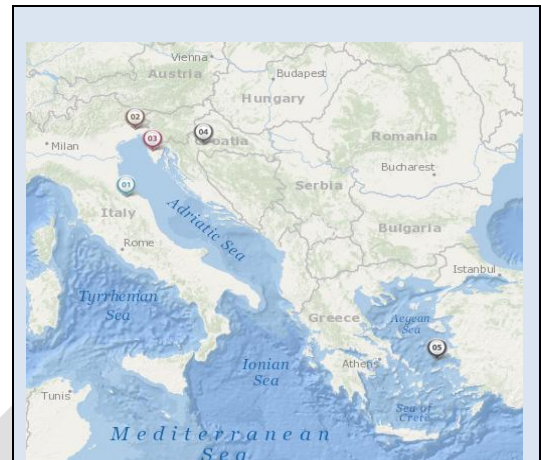 Vienna
Austria
Budapest
Hungary
02
03
04
Croatia
Milan
Romania
Bucharest
Serbia
01
Italy
Adriatic Sea
Bulgaria
Rome
Istanbul
Tyrrhenian
Sea
Greece
Aegean
Sea
05
Ionian
Sea
Athens
Tunis
Sea of
Crete
Mediterranean
Sea